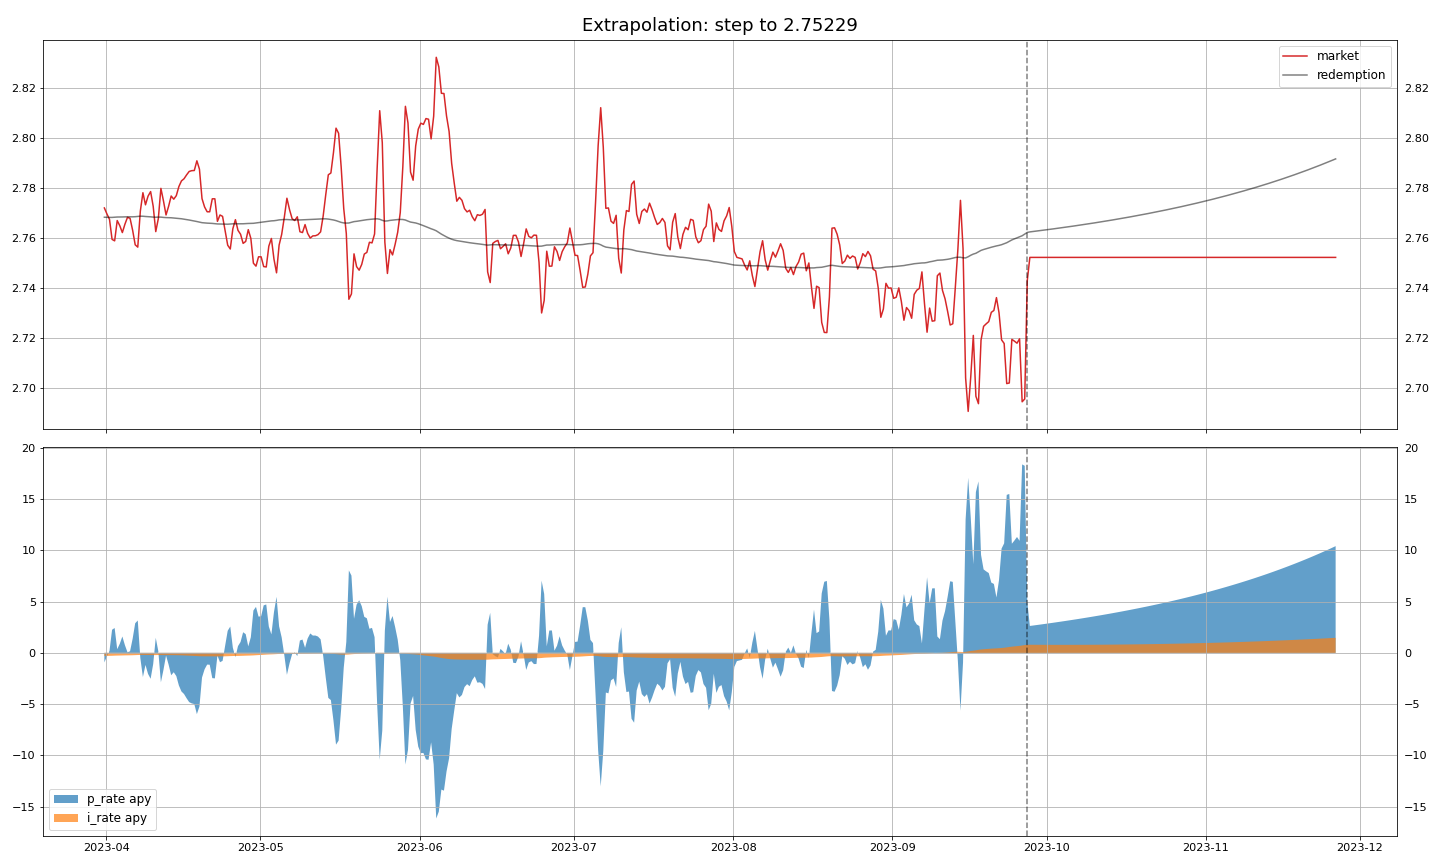 Extrapolation: step to 2.75229
market
redemption
2.82 2.82
2.80 2.80
2.78 2.78
2.76 2.76
2.74 2.74
2.72 2.72
2.70 2.70
20 20
15 15
10 10
5 5
0 0
−5 −5
−10 −10
−15 −15
p_rate apy
i_rate apy
2023-04 2023-05 2023-06 2023-07 2023-08 2023-09 2023-10 2023-11 2023-12